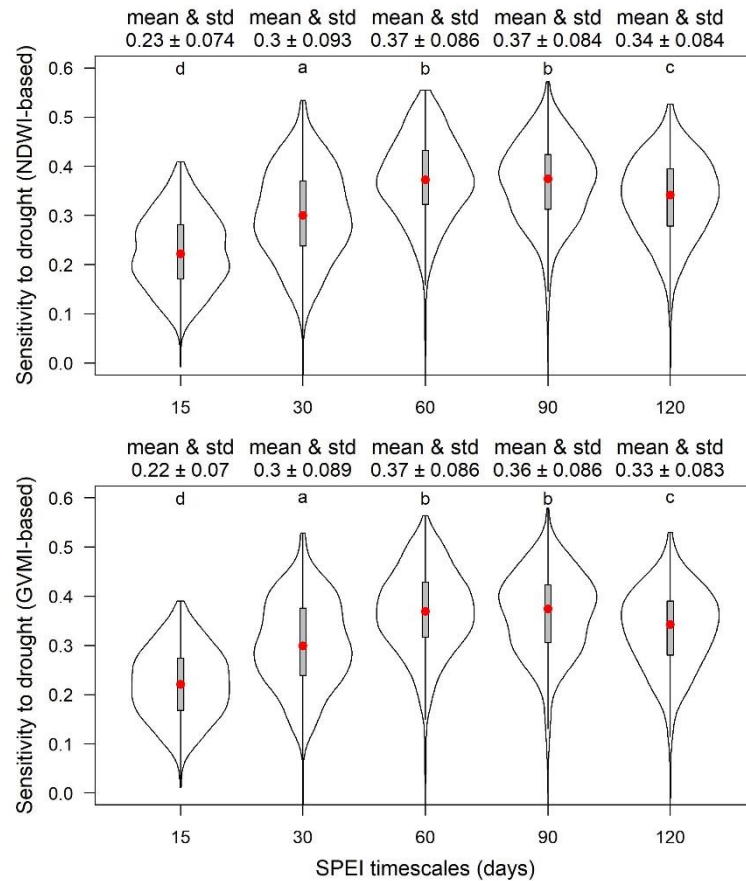 mean & std mean & std mean & std mean & std mean & std
0.23 ± 0.074 0.3 ± 0.093 0.37 ± 0.086 0.37 ± 0.084 0.34 ± 0.084
d a b b c
Sensitivity to drought (NDWI-based)
0.6
0.5
0.4
0.3
0.2
0.1
0.0
15 30 60 90 120
mean & std mean & std mean & std mean & std mean & std
0.22 ± 0.07 0.3 ± 0.089 0.37 ± 0.086 0.36 ± 0.086 0.33 ± 0.083
d a b b c
Sensitivity to drought (GVMI-based)
0.6
0.5
0.4
0.3
0.2
0.1
0.0
15 30 60 90 120
SPEI timescales (days)